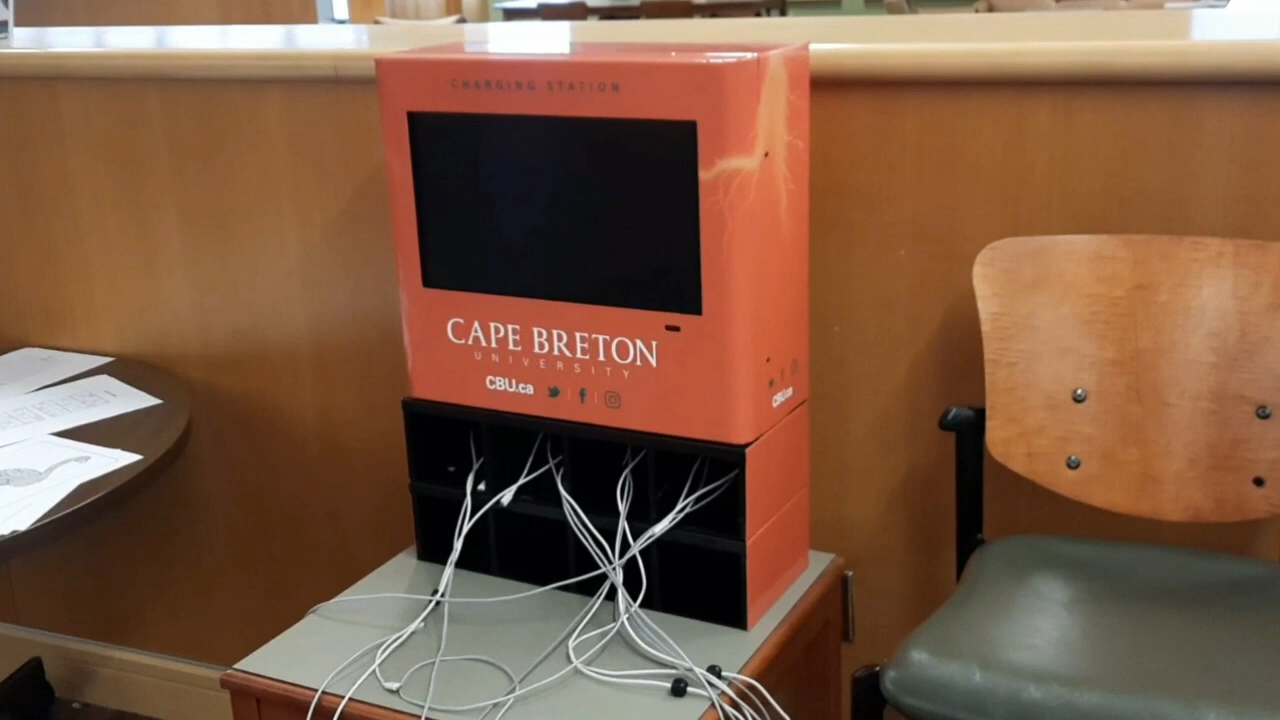 CHARGING STATION
CAPE BRETON
UNIVERSITY
CBU.ca
CBU.ca